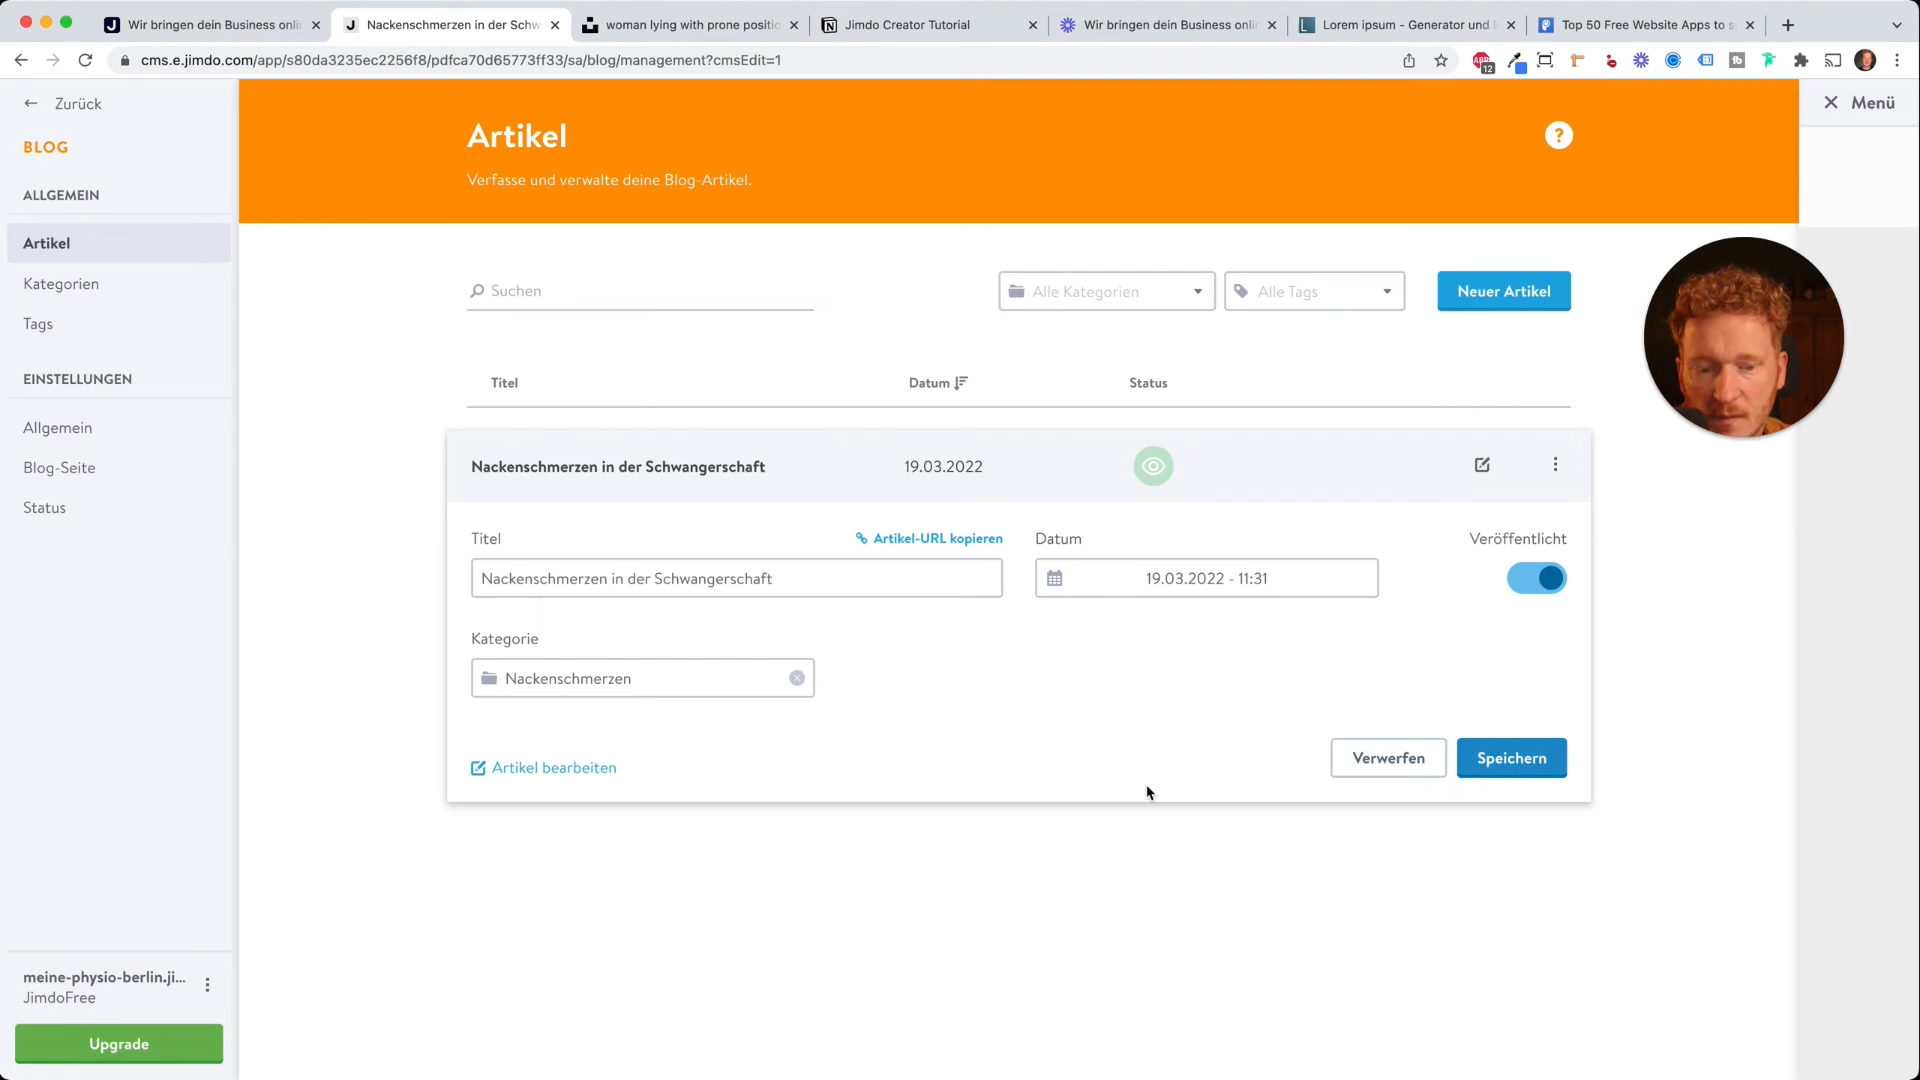 Wir bringen dein Business onlin
Nackenschmerzen in der Schw
woman lying with prone positio
Jimdo Creator Tutorial
Wir bringen dein Business onlin
Lorem ipsum - Generator und I
Top 50 Free Website Apps to s
cms.e.jimdo.com/app/s80da3235ec2256f8/pdfca70d65773ff33/sa/blog/management?cmsEdit=1
12
Zurück
BLOG
ALLGEMEIN
Artikel
Kategorien
Tags
EINSTELLUNGEN
Allgemein
Blog-Seite
Status
meine-physio-berlin.ji...
JimdoFree
Upgrade
Artikel
Verfasse und verwalte deine Blog-Artikel.
?
Menü
Suchen
Alle Kategorien
Alle Tags
Neuer Artikel
Titel
Datum
Status
Nackenschmerzen in der Schwangerschaft
19.03.2022
Titel
Artikel-URL kopieren
Datum
Veröffentlicht
Nackenschmerzen in der Schwangerschaft
19.03.2022 - 11:31
Kategorie
Nackenschmerzen
Artikel bearbeiten
Verwerfen
Speichern